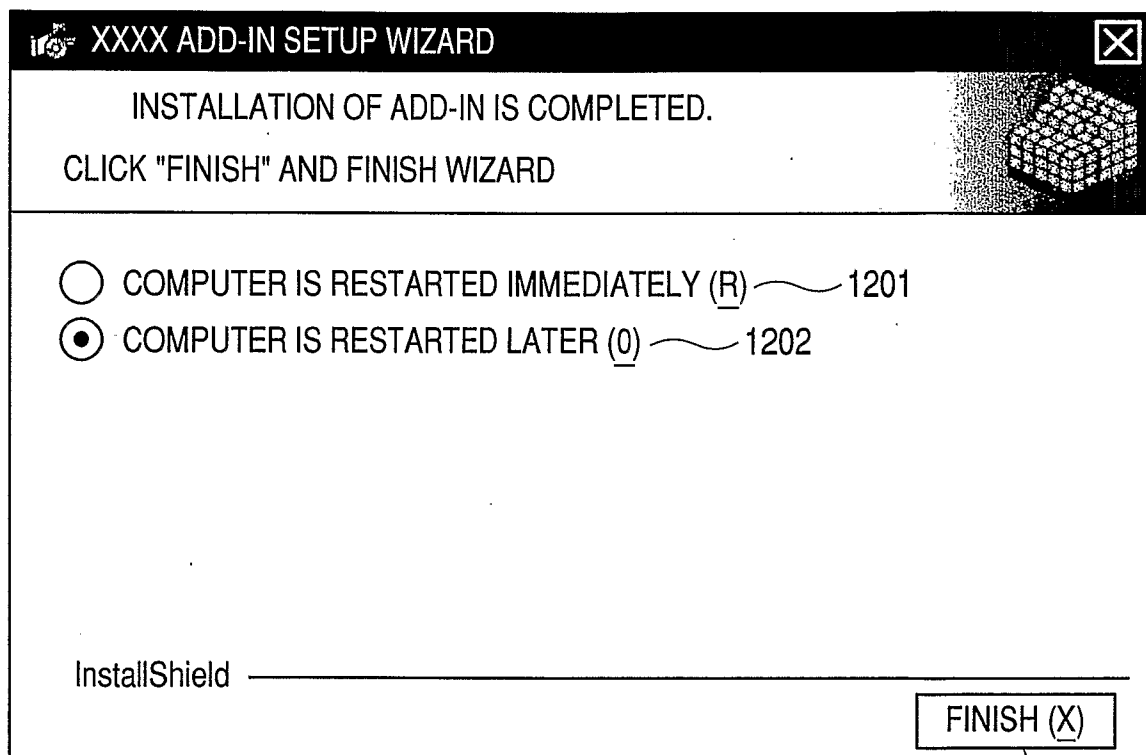 XXXX ADD-IN SETUP WIZARD
INSTALLATION OF ADD-IN IS COMPLETED.
CLICK "FINISH" AND FINISH WIZARD
COMPUTER IS RESTARTED IMMEDIATELY (R) 1201
COMPUTER IS RESTARTED LATER (0) 1202
InstallShield
FINISH (X)